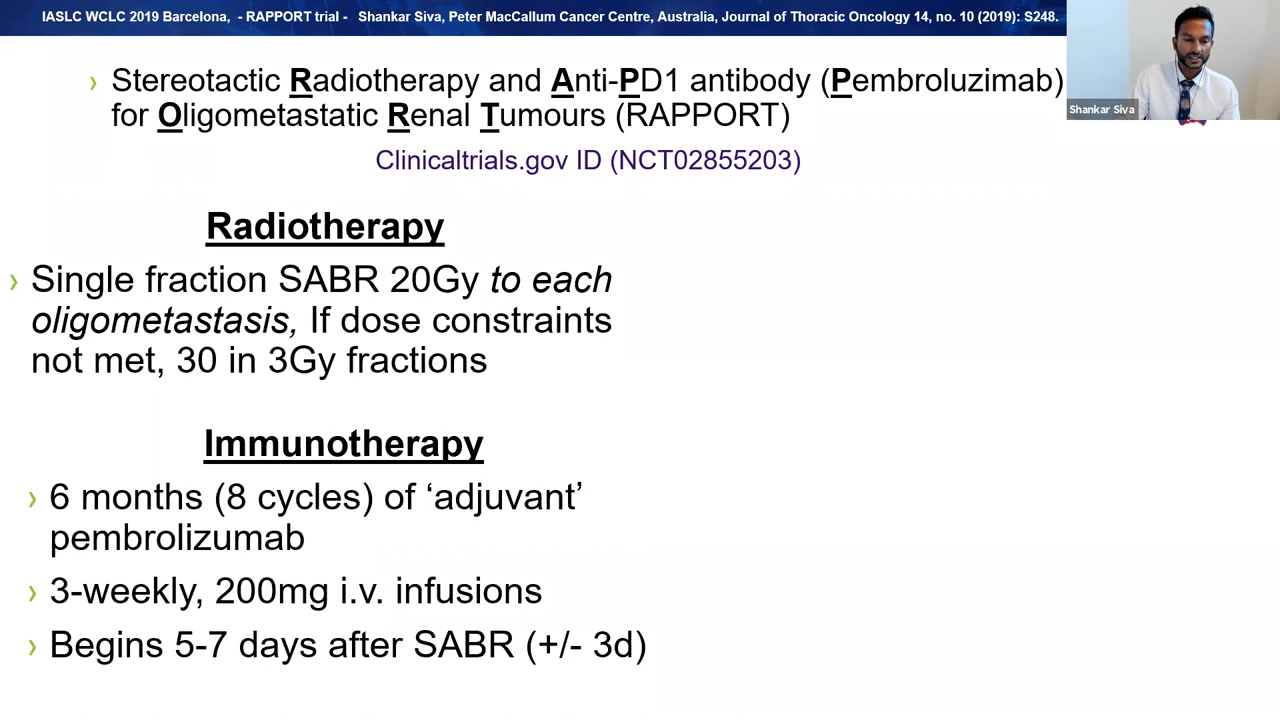 IASLC WCLC 2019 Barcelona, - RAPPORT trial - Shankar Siva, Peter MacCallum Cancer Centre, Australia, Journal of Thoracic Oncology 14, no. 10 (2019): S248.
› Stereotactic Radiotherapy and Anti-PD1 antibody (Pembroluzimab)
for Oligometastatic Renal Tumours (RAPPORT)
Shankar Siva
Clinicaltrials.gov ID (NCT02855203)
Radiotherapy
› Single fraction SABR 20Gy to each
oligometastasis, If dose constraints
not met, 30 in 3Gy fractions
Immunotherapy
› 6 months (8 cycles) of ‘adjuvant’
pembrolizumab
› 3-weekly, 200mg i.v. infusions
› Begins 5-7 days after SABR (+/- 3d)